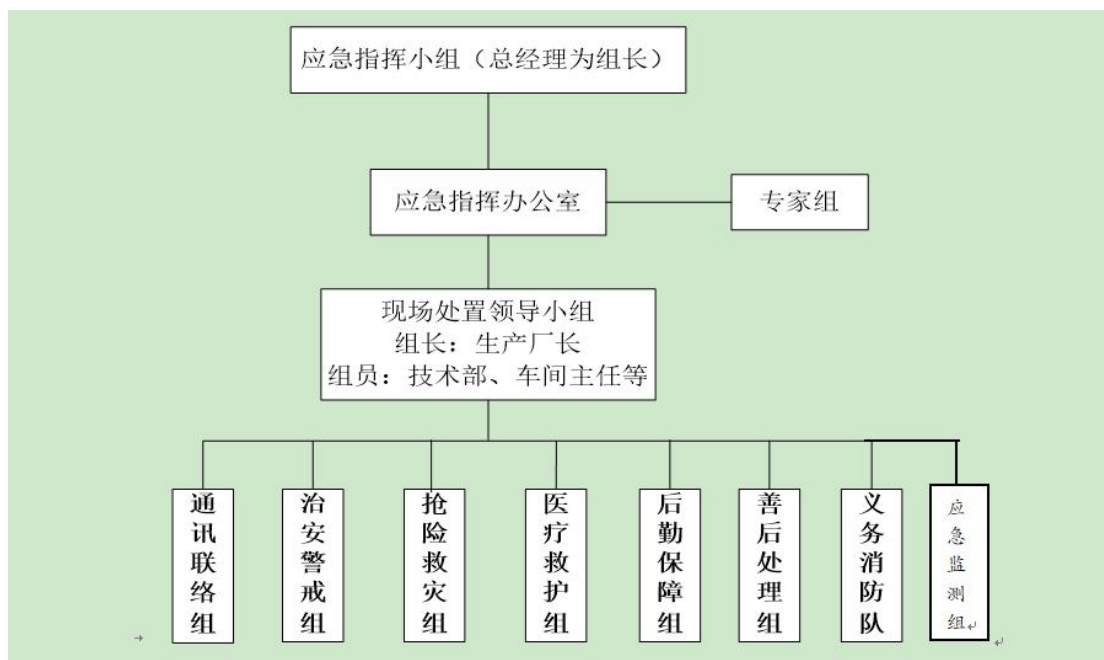 应急指挥小组（总经理为组长）
应急指挥办公室
专家组
现场处置领导小组
组长：生产厂长
组员：技术部、车间主任等
通讯联络组
治安警戒组
抢险救灾组
医疗救护组
后勤保障组
善后处理组
义务消防队
应急监测组